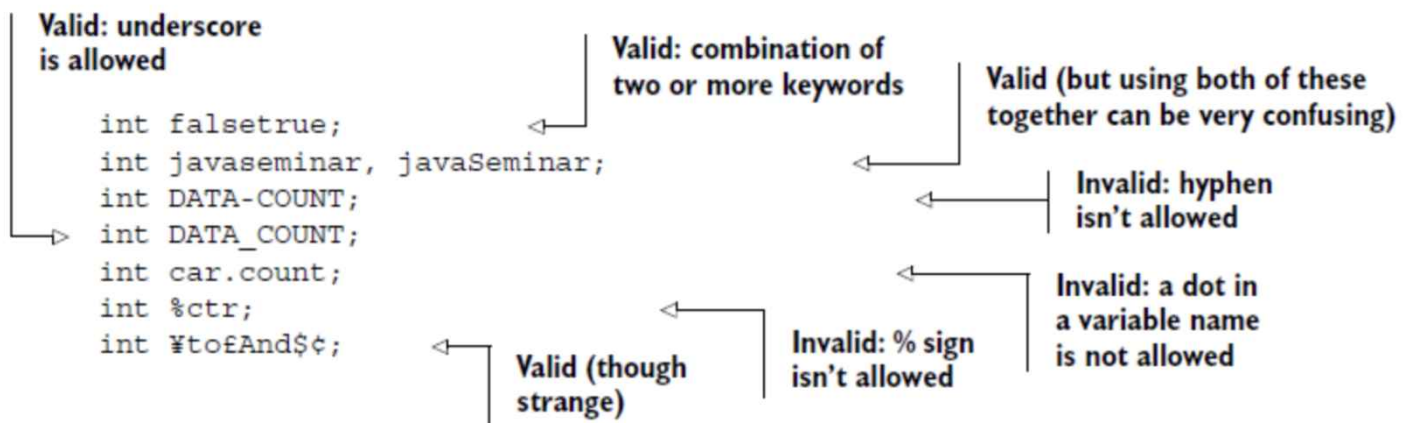 Valid: underscore
is allowed
Valid: combination of
two or more keywords
Valid (but using both of these
together can be very confusing)
int falsetrue;
int javaseminar, javaSeminar;
int DATA-COUNT;
Invalid: hyphen
isn't allowed
int DATA_COUNT;
int car.count;
Invalid: a dot in
a variable name
is not allowed
int %ctr;
Invalid: % sign
isn't allowed
int ¥to£And$¢;
Valid (though
strange)